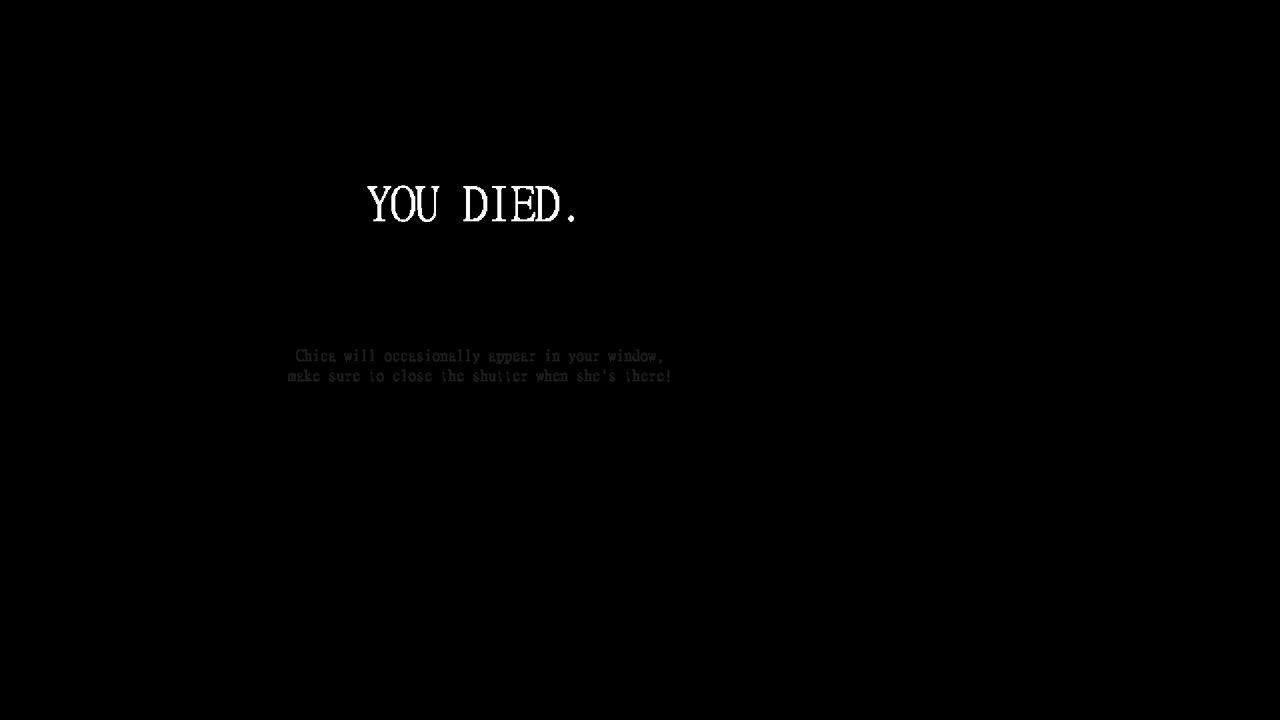 YOU DIED.
Chica will occasionally appear in your window,
make sure to close the shutter when she's there!